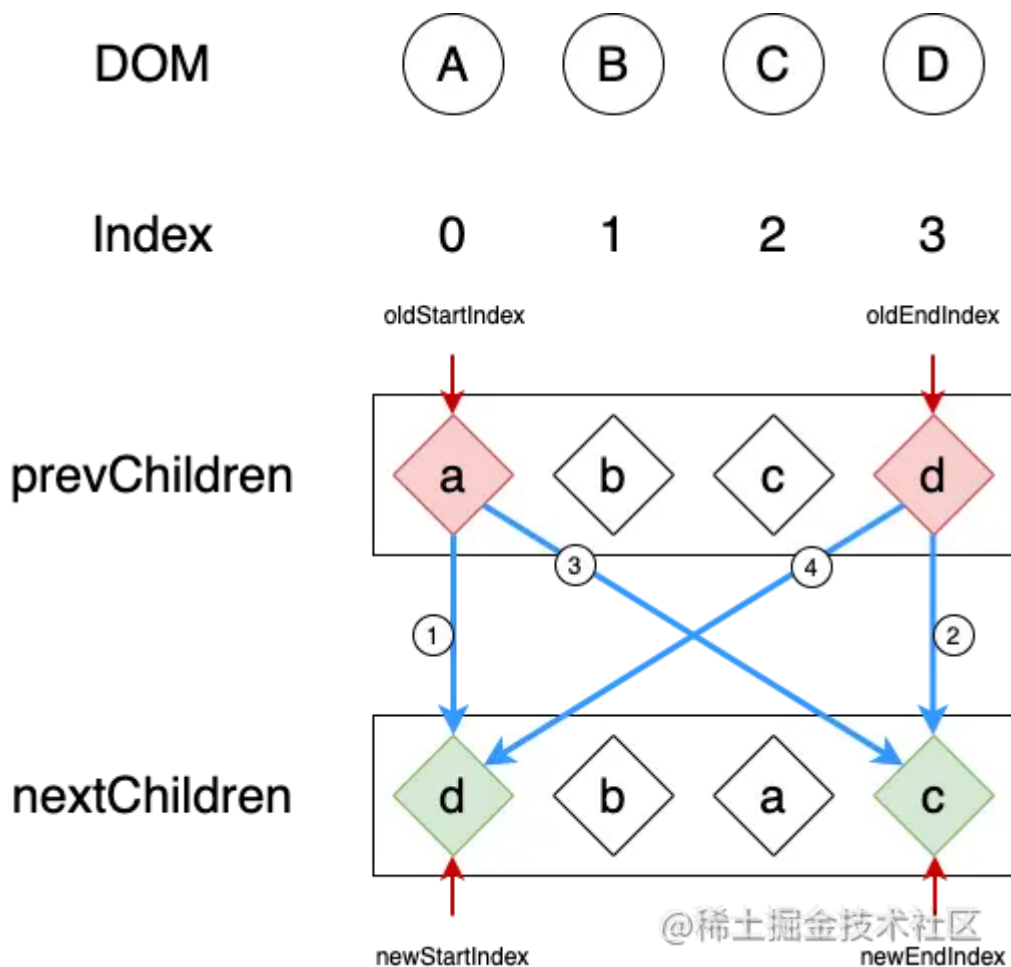 DOM A B C D
Index 0 1 2 3
oldStartIndex oldEndIndex
prevChildren a b c d
3 4
1 2
nextChildren d b a c
@稀土掘金技术社区
newStartIndex newEndIndex